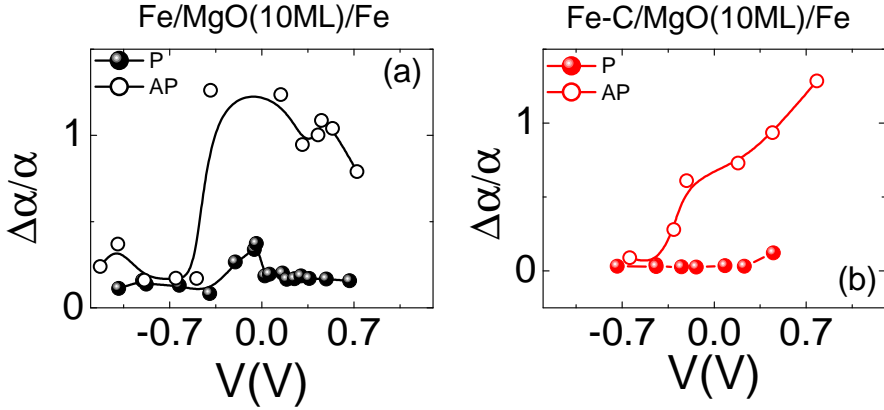 Fe/MgO(10ML)/Fe
P
AP
(a)
1
0
Δα/α
-0.7
0.0
0.7
V(V)
Fe-C/MgO(10ML)/Fe
P
AP
1
0
Δα/α
(b)
-0.7
0.0
0.7
V(V)